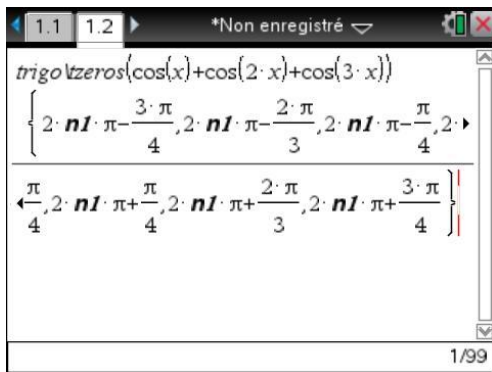 1.1 1.2 *Non enregistré
trigo\tzeros(cos(x)+cos(2·x)+cos(3·x))
{2·n1·π−3·π/4,2·n1·π−2·π/3,2·n1·π−π/4,2·▸
◂π/4,2·n1·π+π/4,2·n1·π+2·π/3,2·n1·π+3·π/4}
1/99